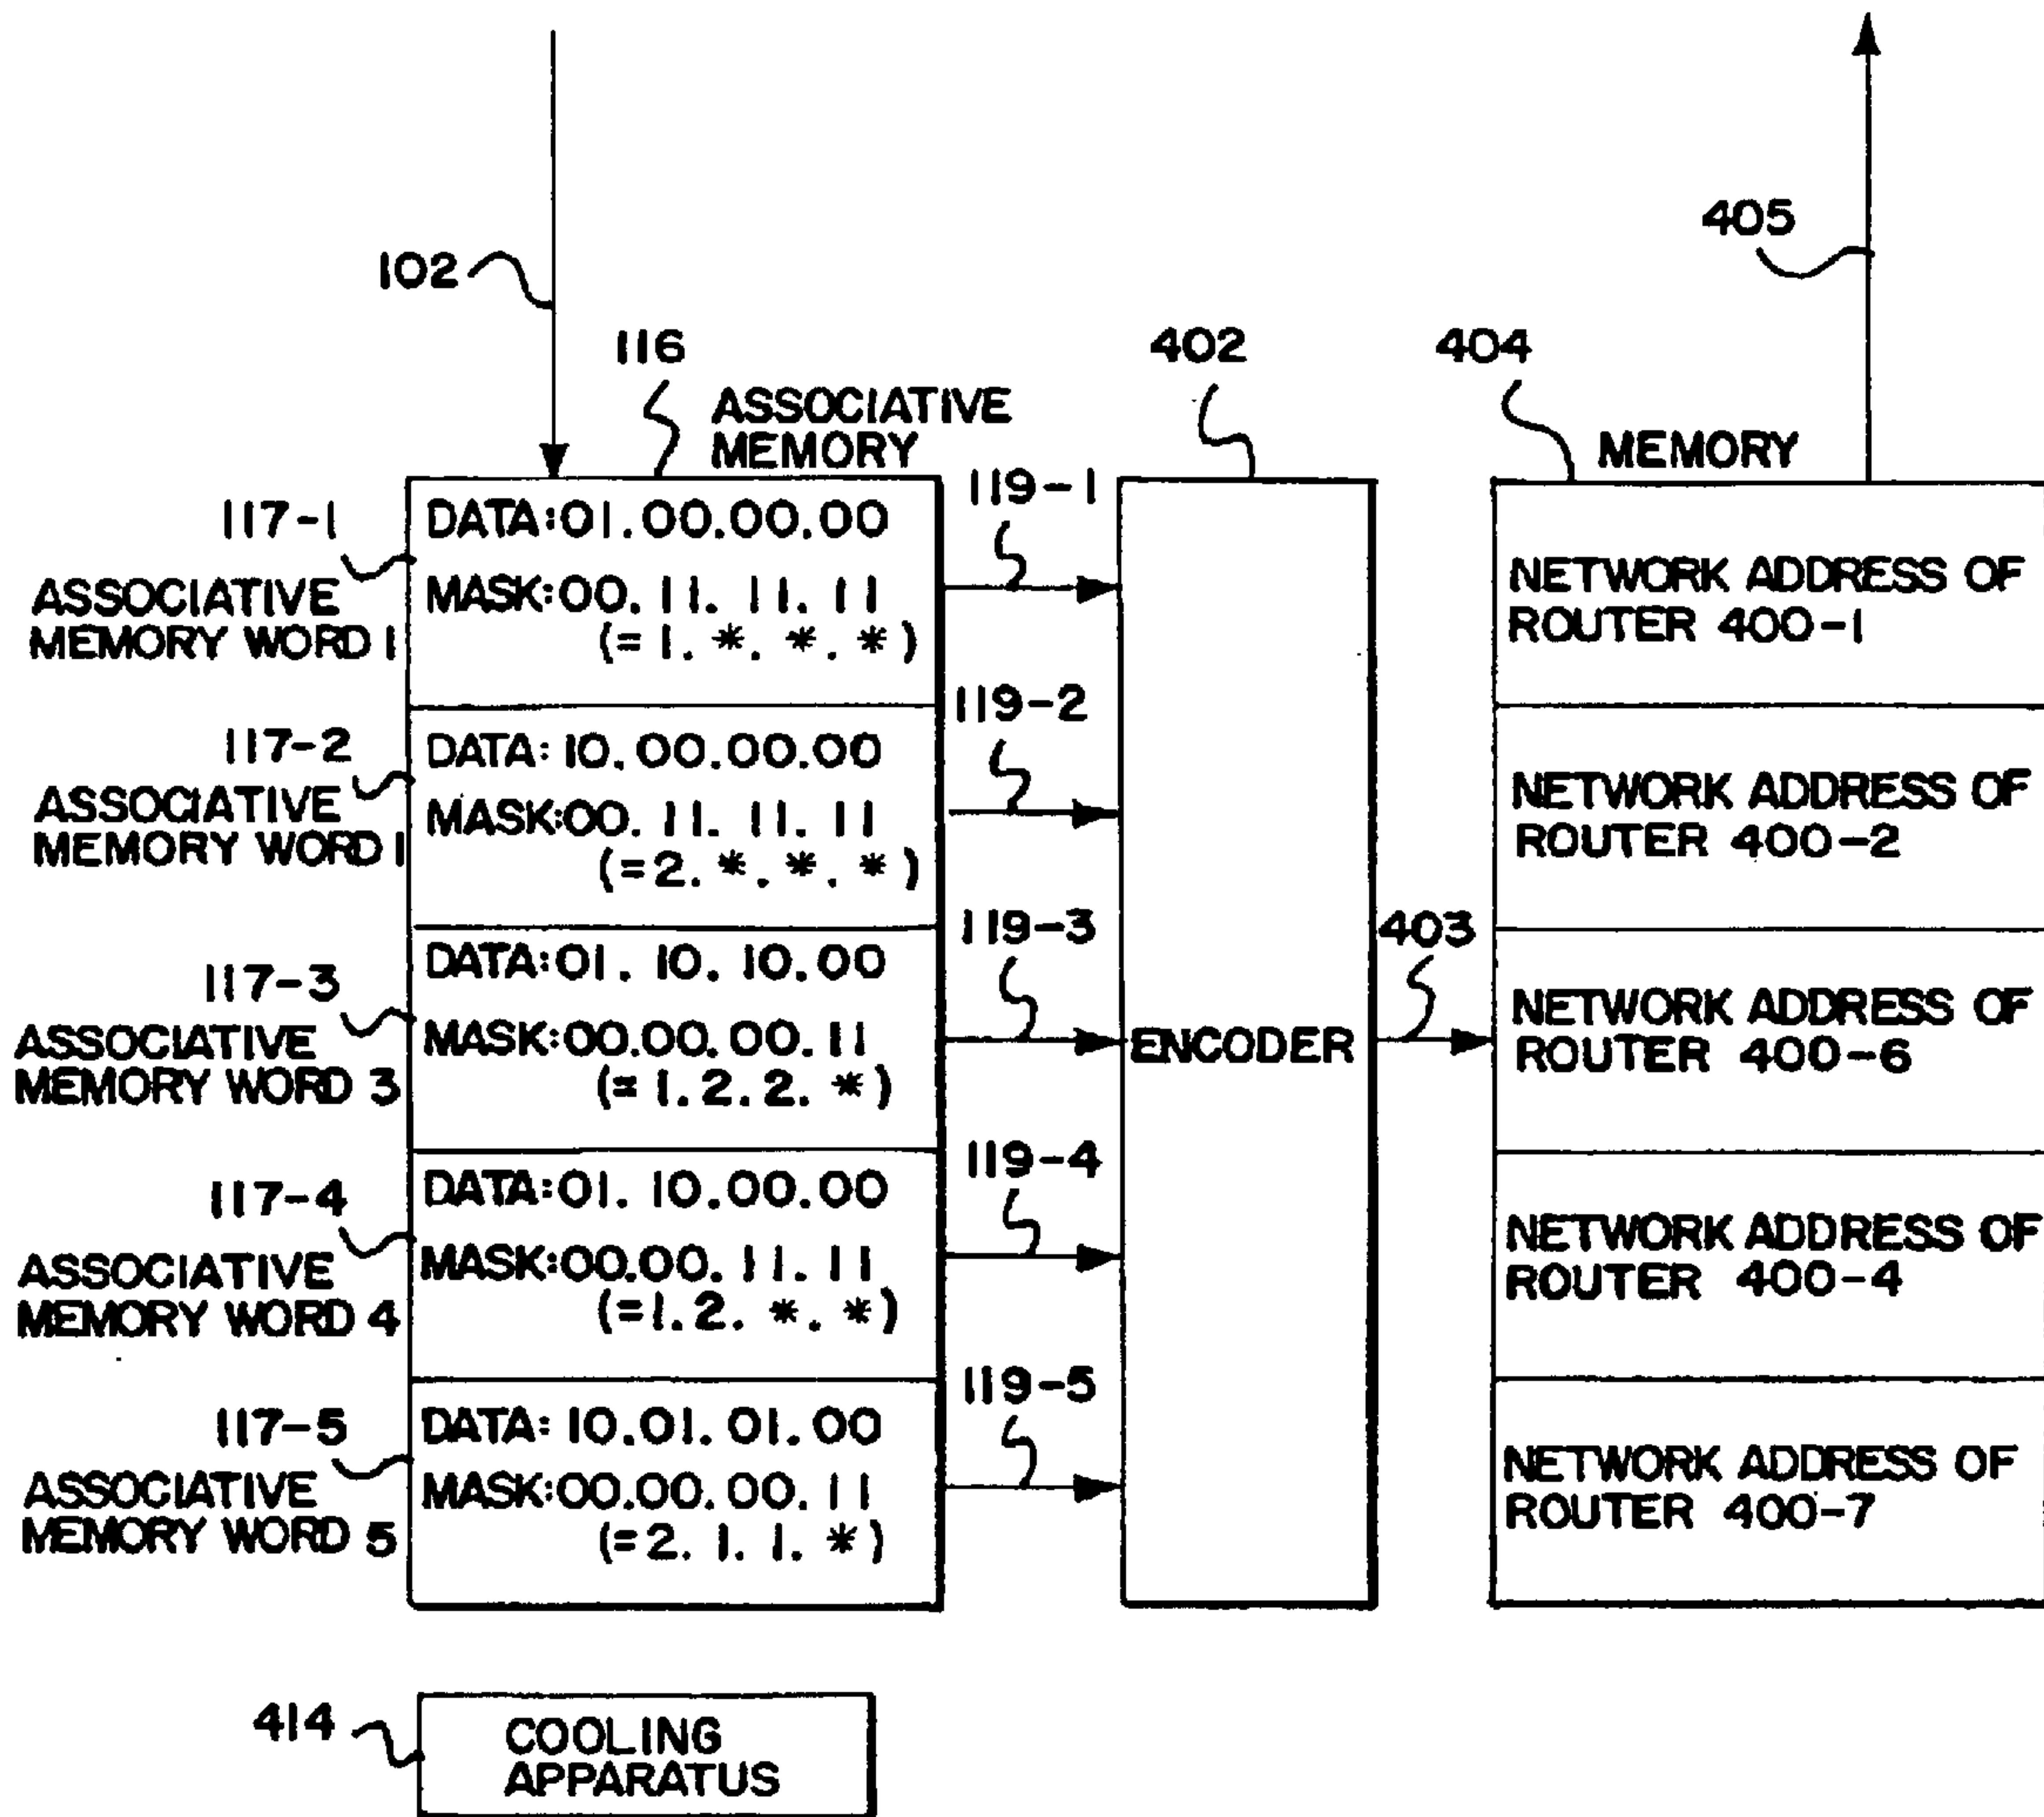 102
405
116
402
404
ASSOCIATIVE
MEMORY
MEMORY
117-1
ASSOCIATIVE
MEMORY WORD 1
DATA:01.00.00.00
MASK:00.11.11.11
(=1.*.*.*)
119-1
NETWORK ADDRESS OF
ROUTER 400-1
117-2
ASSOCIATIVE
MEMORY WORD 1
DATA:10.00.00.00
MASK:00.11.11.11
(=2.*.*.*)
119-2
NETWORK ADDRESS OF
ROUTER 400-2
117-3
ASSOCIATIVE
MEMORY WORD 3
DATA:01.10.10.00
MASK:00.00.00.11
(=1.2.2.*)
119-3
ENCODER
403
NETWORK ADDRESS OF
ROUTER 400-6
117-4
ASSOCIATIVE
MEMORY WORD 4
DATA:01.10.00.00
MASK:00.00.11.11
(=1.2.*.*)
119-4
NETWORK ADDRESS OF
ROUTER 400-4
117-5
ASSOCIATIVE
MEMORY WORD 5
DATA:10.01.01.00
MASK:00.00.00.11
(=2.1.1.*)
119-5
NETWORK ADDRESS OF
ROUTER 400-7
414
COOLING
APPARATUS